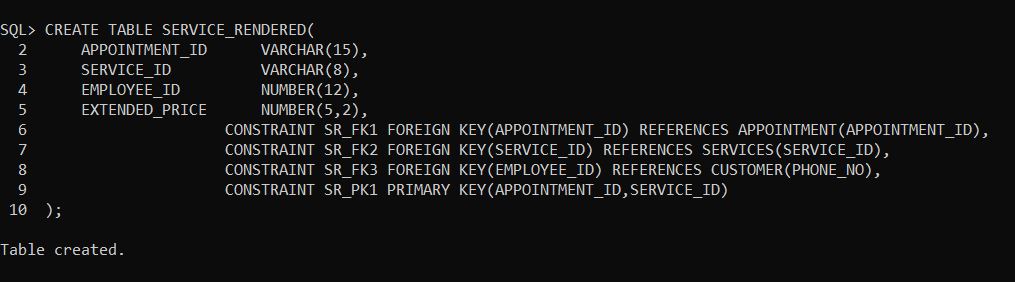 SQL> CREATE TABLE SERVICE_RENDERED(
  2      APPOINTMENT_ID      VARCHAR(15),
  3      SERVICE_ID          VARCHAR(8),
  4      EMPLOYEE_ID         NUMBER(12),
  5      EXTENDED_PRICE      NUMBER(5,2),
  6                      CONSTRAINT SR_FK1 FOREIGN KEY(APPOINTMENT_ID) REFERENCES APPOINTMENT(APPOINTMENT_ID),
  7                      CONSTRAINT SR_FK2 FOREIGN KEY(SERVICE_ID) REFERENCES SERVICES(SERVICE_ID),
  8                      CONSTRAINT SR_FK3 FOREIGN KEY(EMPLOYEE_ID) REFERENCES CUSTOMER(PHONE_NO),
  9                      CONSTRAINT SR_PK1 PRIMARY KEY(APPOINTMENT_ID,SERVICE_ID)
 10  );
Table created.